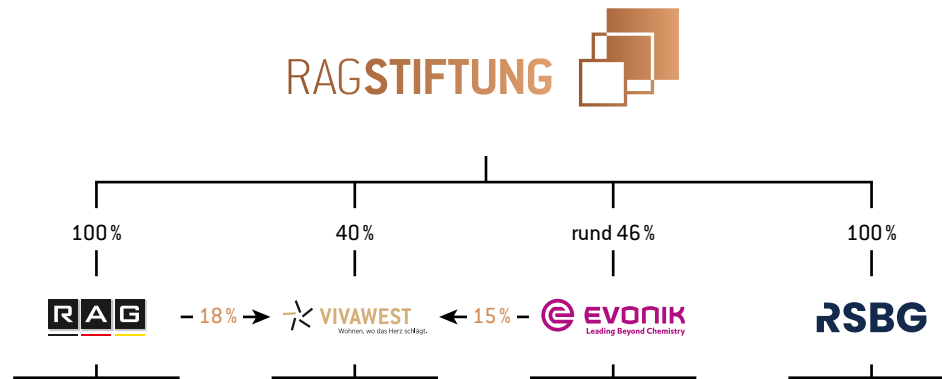 RAGSTIFTUNG
100 % 40 % rund 46 % 100 %
RAG 18 % VIVAWEST 15 % EVONIK RSBG
Wohnen, wo das Herz schlägt. Leading Beyond Chemistry